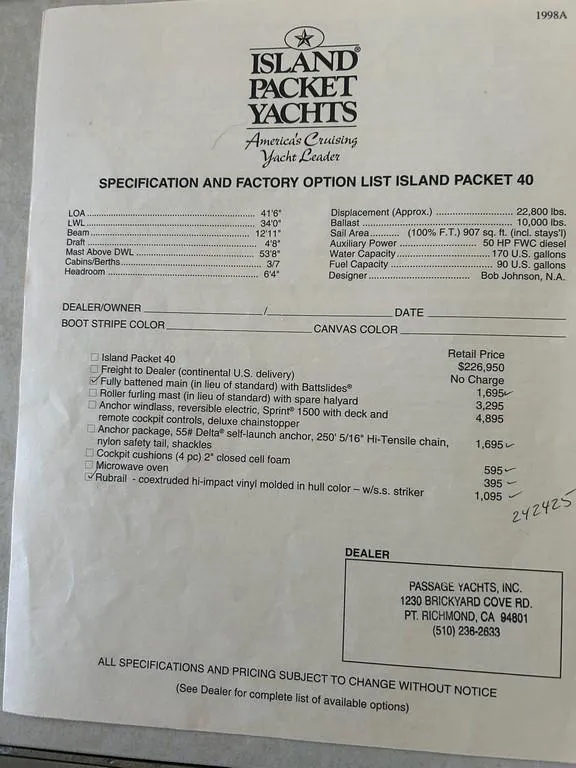 1998A
ISLAND®
PACKET
YACHTS
America's Cruising
Yacht Leader
SPECIFICATION AND FACTORY OPTION LIST ISLAND PACKET 40
LOA ........ 41'6"
LWL ........ 34'0"
Beam ........ 12'11"
Draft ........ 4'8"
Mast Above DWL ........ 53'8"
Cabins/Berths ........ 3/7
Headroom ........ 6'4"
Displacement (Approx.) ........ 22,800 lbs.
Ballast ........ 10,000 lbs.
Sail Area ........ (100% F.T.) 907 sq. ft. (incl. stays'l)
Auxiliary Power ........ 50 HP FWC diesel
Water Capacity ........ 170 U.S. gallons
Fuel Capacity ........ 90 U.S. gallons
Designer ........ Bob Johnson, N.A.
DEALER/OWNER ________ / ________ DATE ________
BOOT STRIPE COLOR ________ CANVAS COLOR ________
Retail Price
☐ Island Packet 40 $226,950
☐ Freight to Dealer (continental U.S. delivery) No Charge
☑ Fully battened main (in lieu of standard) with Battslides® 1,695 ✓
☐ Roller furling mast (in lieu of standard) with spare halyard 3,295
☐ Anchor windlass, reversible electric, Sprint® 1500 with deck and
remote cockpit controls, deluxe chainstopper 4,895
☐ Anchor package, 55# Delta® self-launch anchor, 250' 5/16" Hi-Tensile chain,
nylon safety tail, shackles 1,695 ✓
☐ Cockpit cushions (4 pc) 2" closed cell foam 595 ✓
☐ Microwave oven 395 ✓
☑ Rubrail - coextruded hi-impact vinyl molded in hull color – w/s.s. striker 1,095 ✓
242425
DEALER
PASSAGE YACHTS, INC.
1230 BRICKYARD COVE RD.
PT. RICHMOND, CA 94801
(510) 236-2633
ALL SPECIFICATIONS AND PRICING SUBJECT TO CHANGE WITHOUT NOTICE
(See Dealer for complete list of available options)